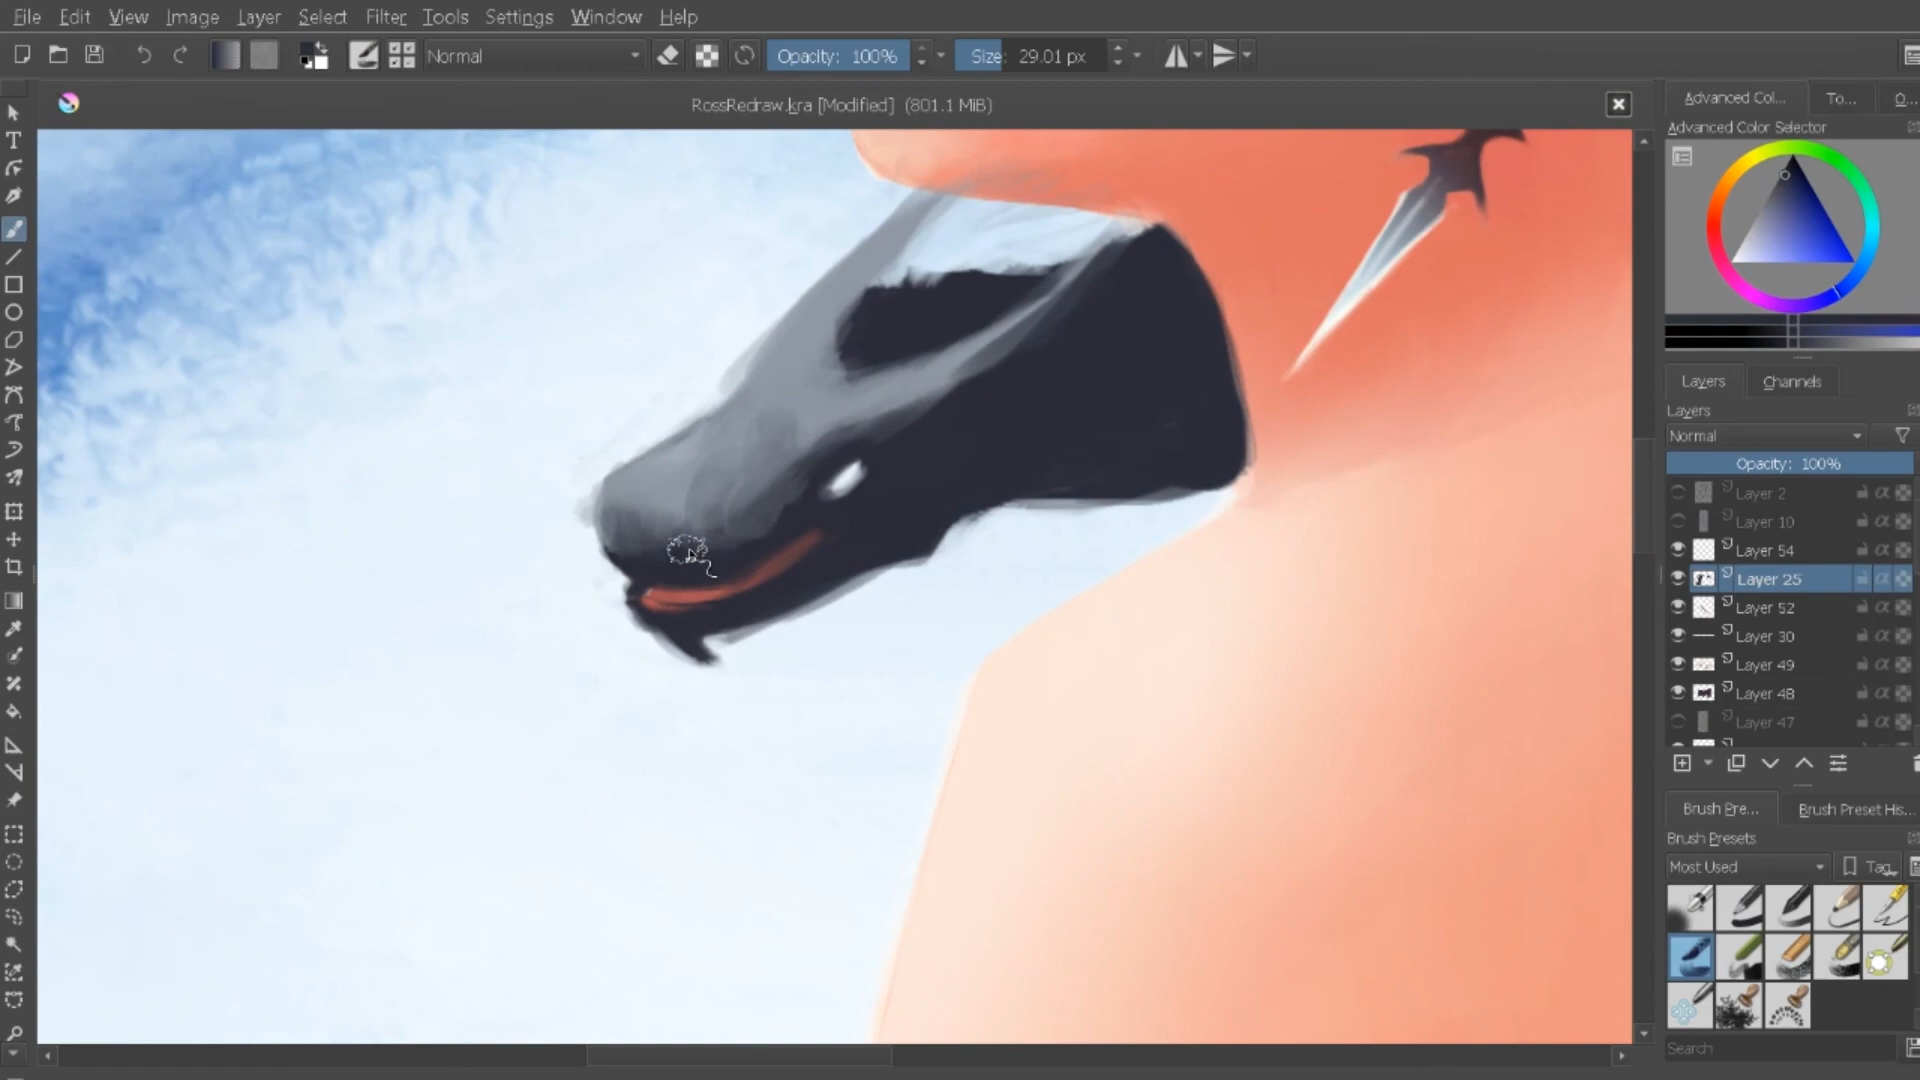 File Edit View Image Layer Select Filter Tools Settings Window Help
Normal Opacity: 100% Size: 29.01 px
RossRedraw.kra [Modified] (801.1 MiB)
Advanced Col... To... O...
Advanced Color Selector
Layers Channels
Layers
Normal
Opacity: 100%
Layer 2
Layer 10
Layer 54
Layer 25
Layer 52
Layer 30
Layer 49
Layer 48
Layer 47
Brush Pre... Brush Preset His...
Brush Presets
Most Used Tag
Search